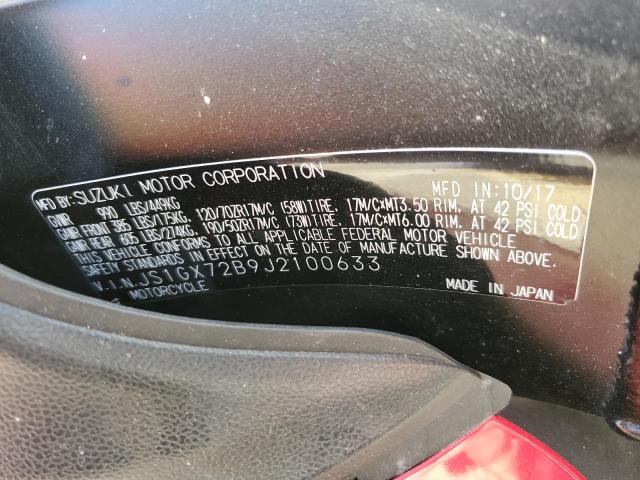 MFD BY:SUZUKI MOTOR CORPORATION MFD IN:10/17
GVWR 990 LBS/449KG
GAWR FRONT 385 LBS/175KG. 120/70ZR17M/C (58W)TIRE. 17M/CXMT3.50 RIM. AT 42 PSI COLD
GAWR REAR 605 LBS/274KG. 190/50ZR17M/C (73W)TIRE. 17M/CXMT6.00 RIM. AT 42 PSI COLD
THIS VEHICLE CONFORMS TO ALL APPLICABLE FEDERAL MOTOR VEHICLE
SAFETY STANDARDS IN EFFECT ON THE DATE OF MANUFACTURE SHOWN ABOVE.
V.I.N.JS1GX72B9J2100633
MOTORCYCLE MADE IN JAPAN